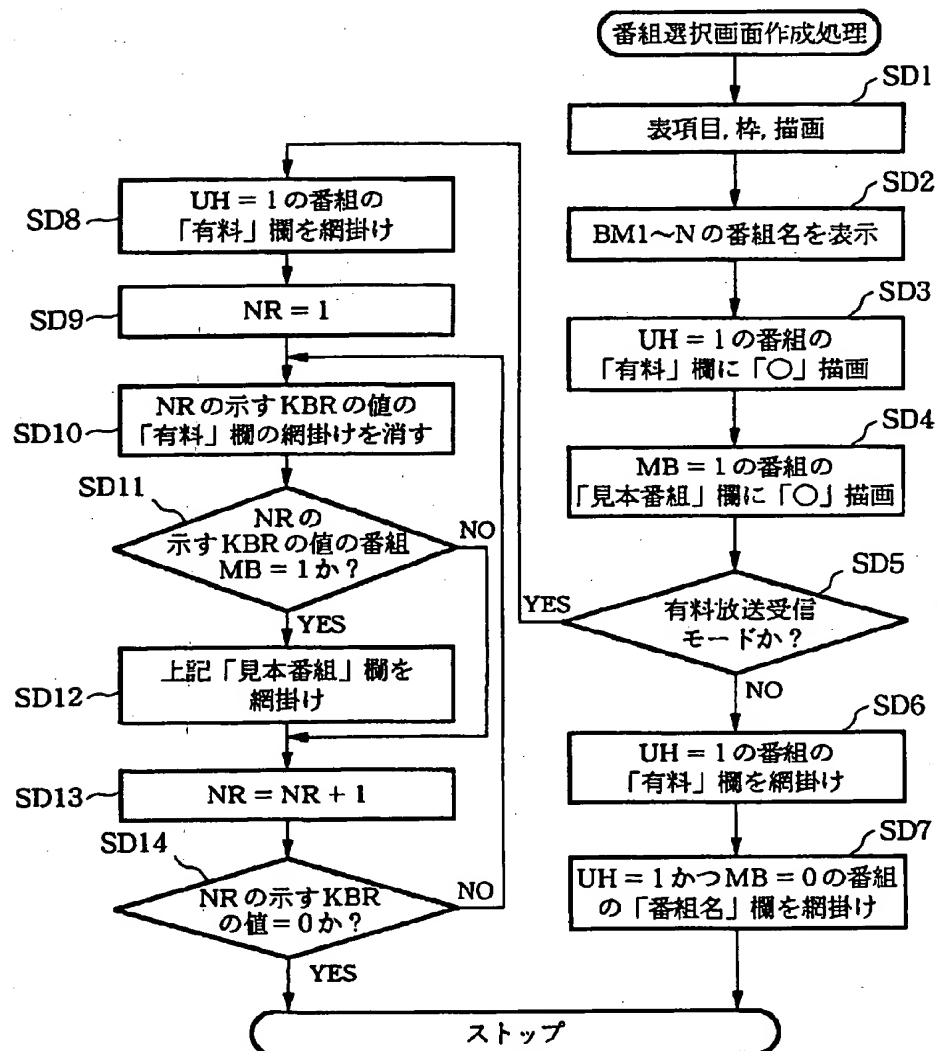 番組選択画面作成処理
SD1
表項目,枠,描画
SD2
BM1～Nの番組名を表示
SD3
UH=1の番組の
「有料」欄に「○」描画
SD4
MB=1の番組の
「見本番組」欄に「○」描画
SD5
有料放送受信
モードか?
YES
NO
SD6
UH=1の番組の
「有料」欄を網掛け
SD7
UH=1かつMB=0の番組
の「番組名」欄を網掛け
SD8
UH=1の番組の
「有料」欄を網掛け
SD9
NR=1
SD10
NRの示すKBRの値の
「有料」欄の網掛けを消す
SD11
NRの
示すKBRの値の番組
MB=1か?
NO
YES
SD12
上記「見本番組」欄を
網掛け
SD13
NR=NR+1
SD14
NRの示すKBR
の値=0か?
NO
YES
ストップ